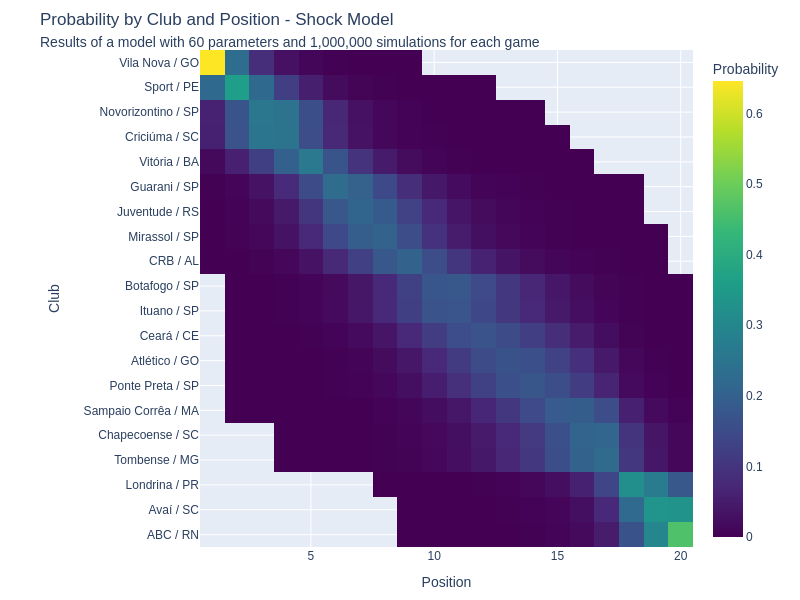 Probability by Club and Position - Shock Model
Results of a model with 60 parameters and 1,000,000 simulations for each game
Probability
Club
Vila Nova / GO
Sport / PE
Novorizontino / SP
Criciúma / SC
Vitória / BA
Guarani / SP
Juventude / RS
Mirassol / SP
CRB / AL
Botafogo / SP
Ituano / SP
Ceará / CE
Atlético / GO
Ponte Preta / SP
Sampaio Corrêa / MA
Chapecoense / SC
Tombense / MG
Londrina / PR
Avaí / SC
ABC / RN
0.6
0.5
0.4
0.3
0.2
0.1
0
5 10 15 20
Position